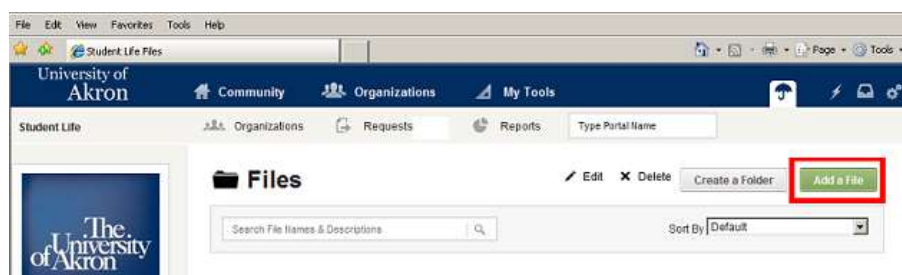 File Edit View Favorites Tools Help
Student Life Files Page Tools
University of
Akron
Community Organizations My Tools
Student Life Organizations Requests Reports Type Portal Name
Files Edit Delete Create a Folder Add a File
Search File Names & Descriptions Sort By Default
The
University
of Akron